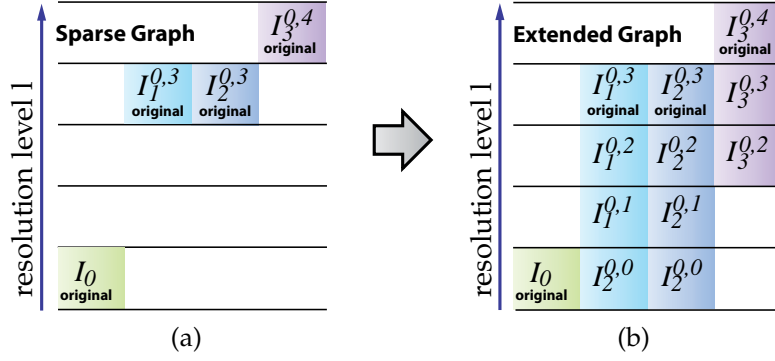 resolution level l
Sparse Graph
I_3^{0,4}
original
I_1^{0,3} I_2^{0,3}
original original
I_0
original
(a)
resolution level l
Extended Graph
I_3^{0,4}
original
I_1^{0,3} I_2^{0,3} I_3^{0,3}
original original
I_1^{0,2} I_2^{0,2} I_3^{0,2}
I_1^{0,1} I_2^{0,1}
I_0 I_2^{0,0} I_2^{0,0}
original
(b)